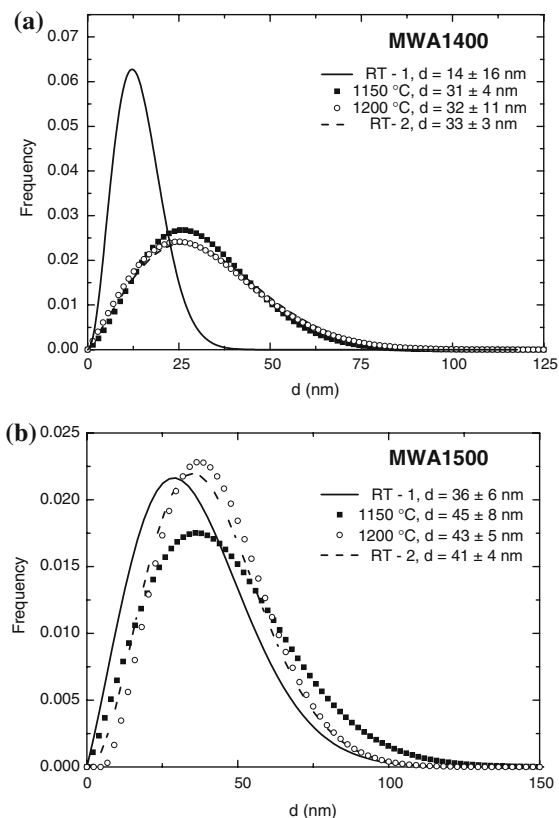 (a)
MWA1400
RT - 1, d = 14 ± 16 nm
1150 °C, d = 31 ± 4 nm
1200 °C, d = 32 ± 11 nm
RT- 2, d = 33 ± 3 nm
Frequency
0.07
0.06
0.05
0.04
0.03
0.02
0.01
0.00
0 25 50 75 100 125
d (nm)
(b)
MWA1500
RT - 1, d = 36 ± 6 nm
1150 °C, d = 45 ± 8 nm
1200 °C, d = 43 ± 5 nm
RT - 2, d = 41 ± 4 nm
Frequency
0.025
0.020
0.015
0.010
0.005
0.000
0 50 100 150
d (nm)